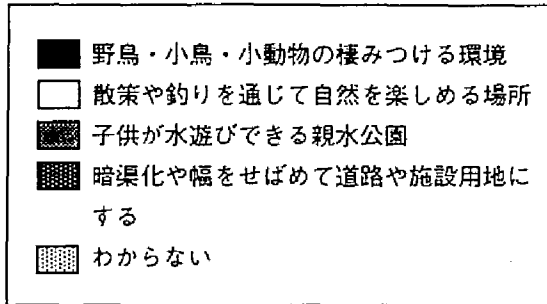 野鳥・小鳥・小動物の棲みつける環境
散策や釣りを通じて自然を楽しめる場所
子供が水遊びできる親水公園
暗渠化や幅をせばめて道路や施設用地に
する
わからない